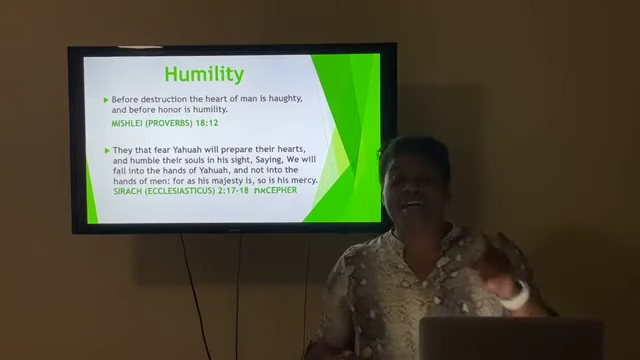 Humility
Before destruction the heart of man is haughty,
and before honor is humility.
MISHLEI (PROVERBS) 18:12
They that fear Yahuah will prepare their hearts,
and humble their souls in his sight, Saying, We will
fall into the hands of Yahuah, and not into the
hands of men: for as his majesty is, so is his mercy.
SIRACH (ECCLESIASTICUS) 2:17-18 את CEPHER